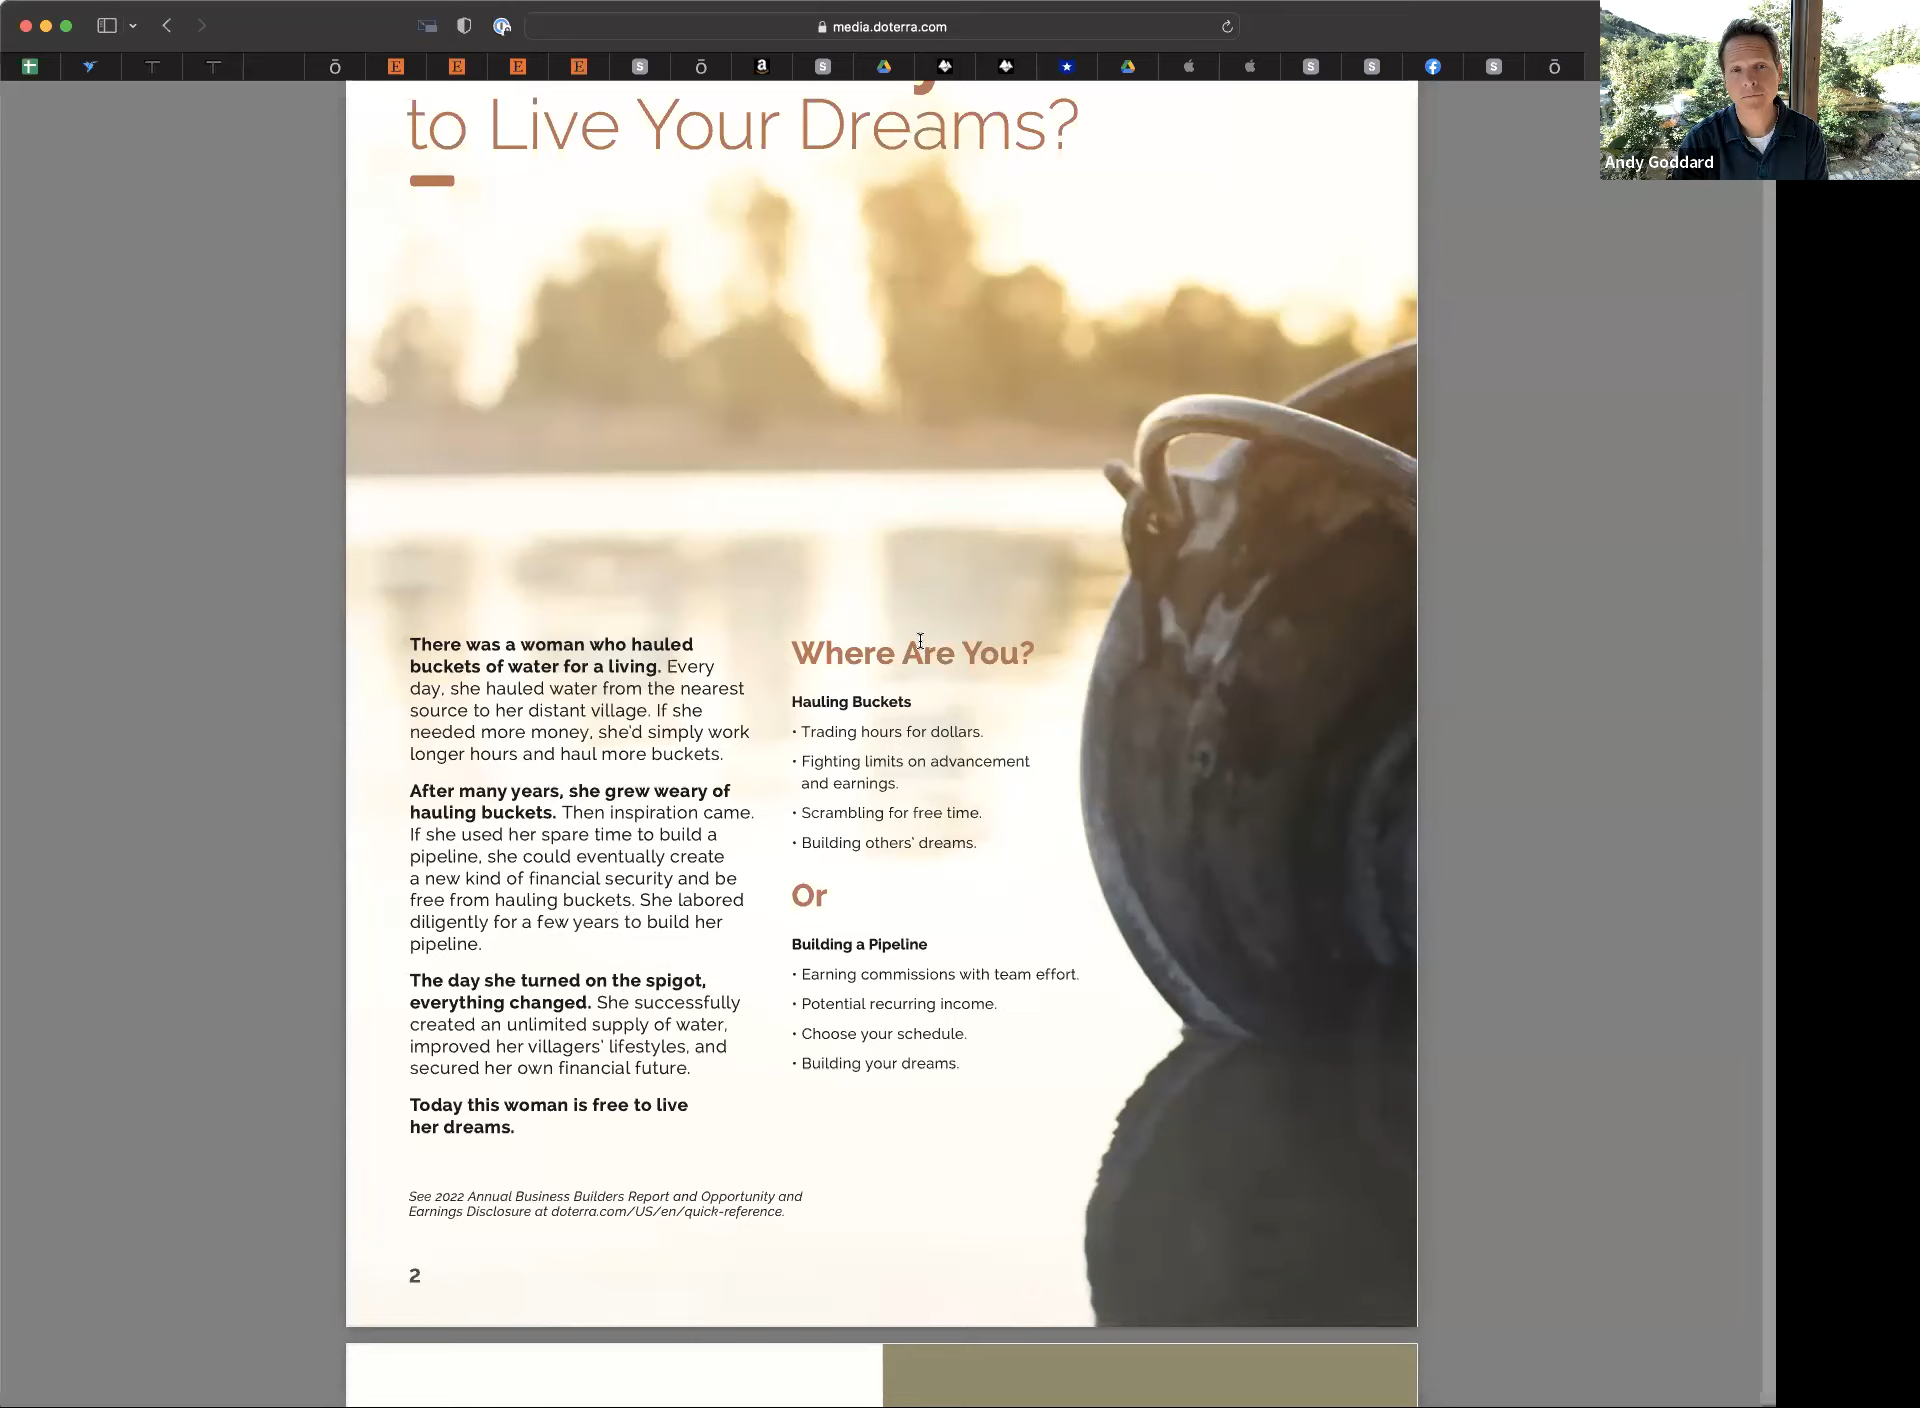 media.doterra.com
Andy Goddard
to Live Your Dreams?
There was a woman who hauled
buckets of water for a living. Every
day, she hauled water from the nearest
source to her distant village. If she
needed more money, she'd simply work
longer hours and haul more buckets.
After many years, she grew weary of
hauling buckets. Then inspiration came.
If she used her spare time to build a
pipeline, she could eventually create
a new kind of financial security and be
free from hauling buckets. She labored
diligently for a few years to build her
pipeline.
The day she turned on the spigot,
everything changed. She successfully
created an unlimited supply of water,
improved her villagers' lifestyles, and
secured her own financial future.
Today this woman is free to live
her dreams.
Where Are You?
Hauling Buckets
• Trading hours for dollars.
• Fighting limits on advancement
and earnings.
• Scrambling for free time.
• Building others' dreams.
Or
Building a Pipeline
• Earning commissions with team effort.
• Potential recurring income.
• Choose your schedule.
• Building your dreams.
See 2022 Annual Business Builders Report and Opportunity and
Earnings Disclosure at doterra.com/US/en/quick-reference.
2